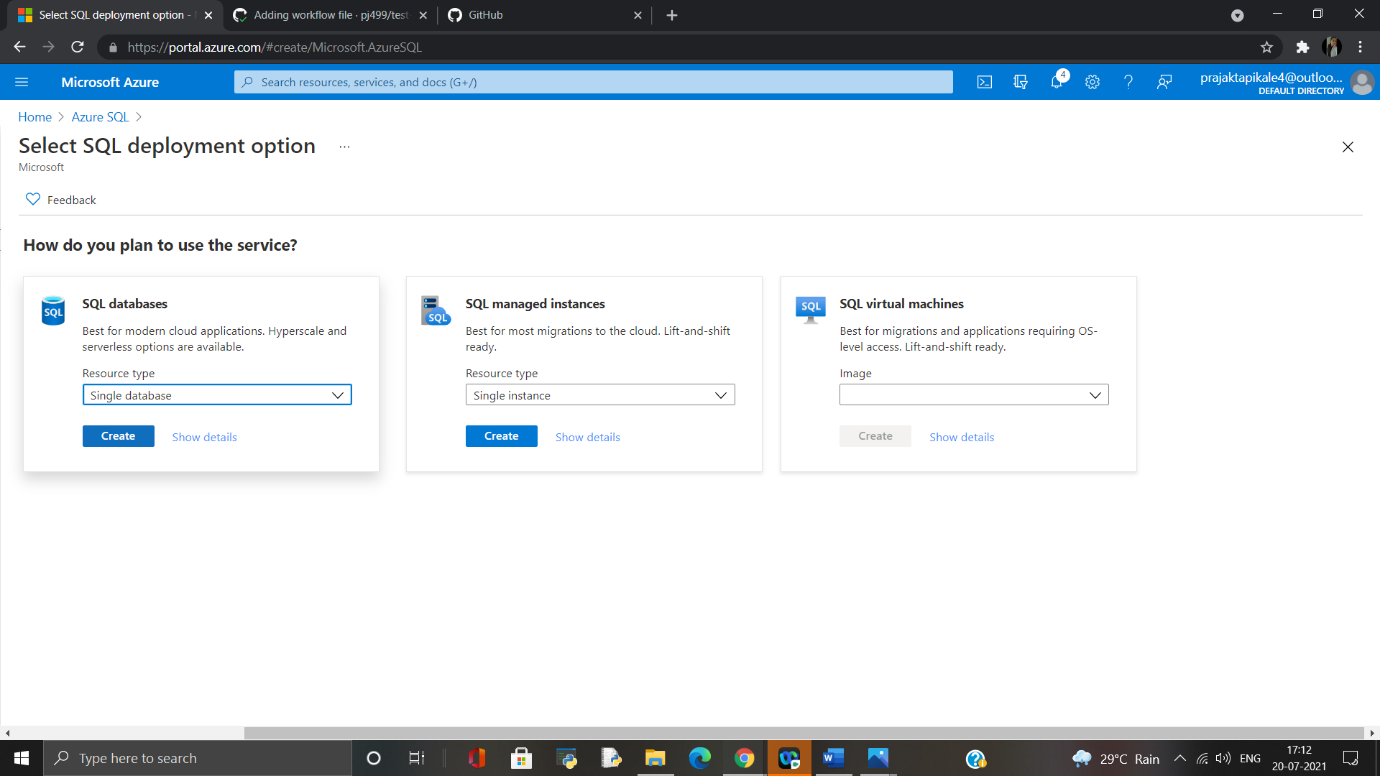 Select SQL deployment option -
Adding workflow file · pj499/test
GitHub
https://portal.azure.com/#create/Microsoft.AzureSQL
Microsoft Azure
Search resources, services, and docs (G+/)
4
prajaktapikale4@outloo...
DEFAULT DIRECTORY
Home > Azure SQL >
Select SQL deployment option ...
Microsoft
Feedback
How do you plan to use the service?
SQL
SQL databases
Best for modern cloud applications. Hyperscale and
serverless options are available.
Resource type
Single database
Create
Show details
SQL
SQL managed instances
Best for most migrations to the cloud. Lift-and-shift
ready.
Resource type
Single instance
Create
Show details
SQL
SQL virtual machines
Best for migrations and applications requiring OS-
level access. Lift-and-shift ready.
Image
Create
Show details
Type here to search
29°C Rain
ENG
17:12
20-07-2021